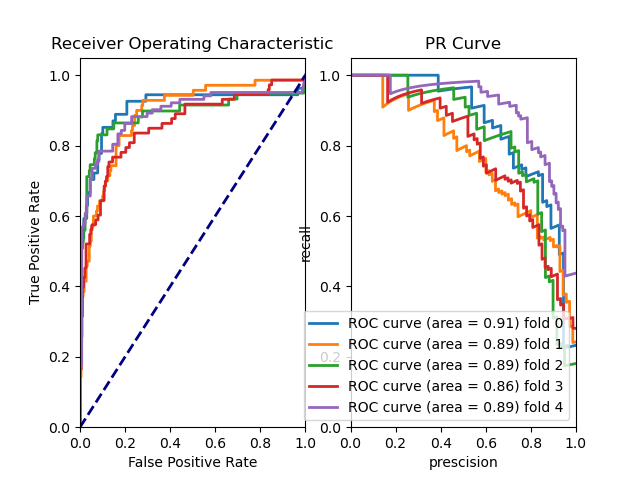 Receiver Operating Characteristic
PR Curve
1.0
0.8
0.6
0.4
0.2
0.0
True Positive Rate
0.0 0.2 0.4 0.6 0.8 1.0
False Positive Rate
1.0
0.8
0.6
0.4
0.2
0.0
recall
ROC curve (area = 0.91) fold 0
ROC curve (area = 0.89) fold 1
ROC curve (area = 0.89) fold 2
ROC curve (area = 0.86) fold 3
ROC curve (area = 0.89) fold 4
0.0 0.2 0.4 0.6 0.8 1.0
prescision